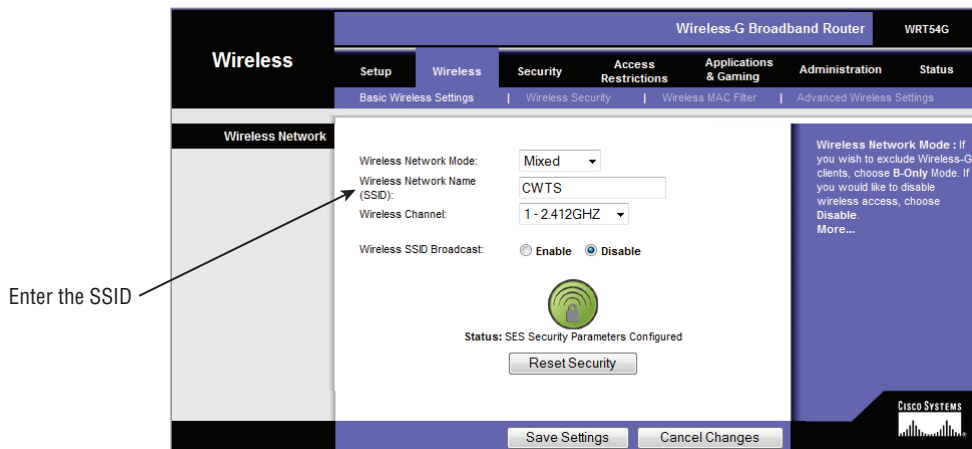 Wireless-G Broadband Router WRT54G
Wireless
Setup Wireless Security Access Restrictions Applications & Gaming Administration Status
Basic Wireless Settings | Wireless Security | Wireless MAC Filter | Advanced Wireless Settings
Wireless Network
Wireless Network Mode: Mixed
Wireless Network Name
(SSID): CWTS
Wireless Channel: 1 - 2.412GHZ
Wireless SSID Broadcast: Enable Disable
Status: SES Security Parameters Configured
Reset Security
Wireless Network Mode : If
you wish to exclude Wireless-G
clients, choose B-Only Mode. If
you would like to disable
wireless access, choose
Disable.
More...
Enter the SSID
CISCO SYSTEMS
Save Settings Cancel Changes